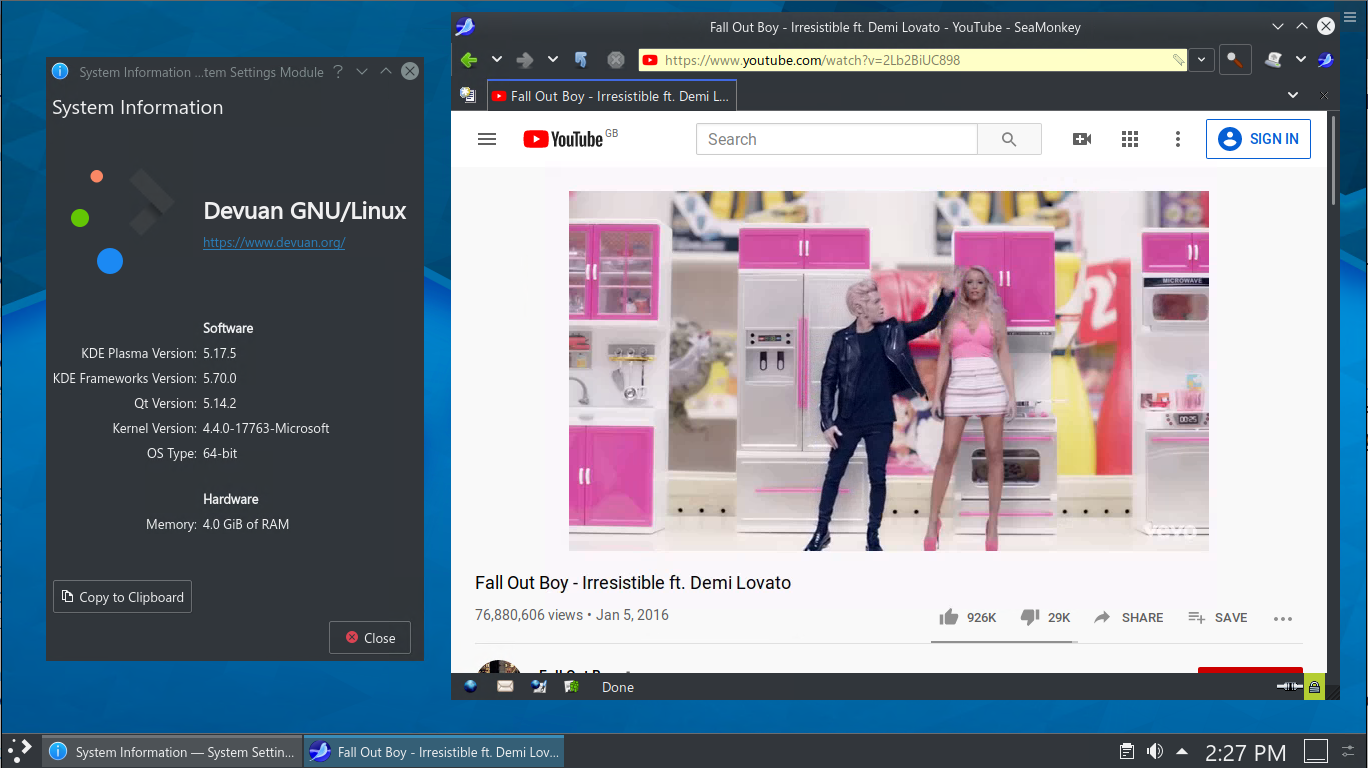 System Information ...tem Settings Module
System Information
Devuan GNU/Linux
https://www.devuan.org/
Software
KDE Plasma Version: 5.17.5
KDE Frameworks Version: 5.70.0
Qt Version: 5.14.2
Kernel Version: 4.4.0-17763-Microsoft
OS Type: 64-bit
Hardware
Memory: 4.0 GiB of RAM
Copy to Clipboard
Close
Fall Out Boy - Irresistible ft. Demi Lovato - YouTube - SeaMonkey
https://www.youtube.com/watch?v=2Lb2BiUC898
Fall Out Boy - Irresistible ft. Demi L...
YouTube GB
Search
SIGN IN
MICROWAVE
00:25
vevo
Fall Out Boy - Irresistible ft. Demi Lovato
76,880,606 views • Jan 5, 2016
926K 29K SHARE SAVE
Done
System Information — System Settin...
Fall Out Boy - Irresistible ft. Demi Lov...
2:27 PM